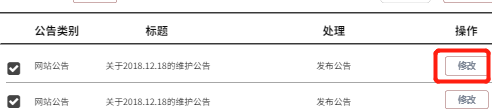 公告类别 标题 处理 操作
网站公告 关于2018.12.18的维护公告 发布公告 修改
网站公告 关于2018.12.18的维护公告 发布公告 修改